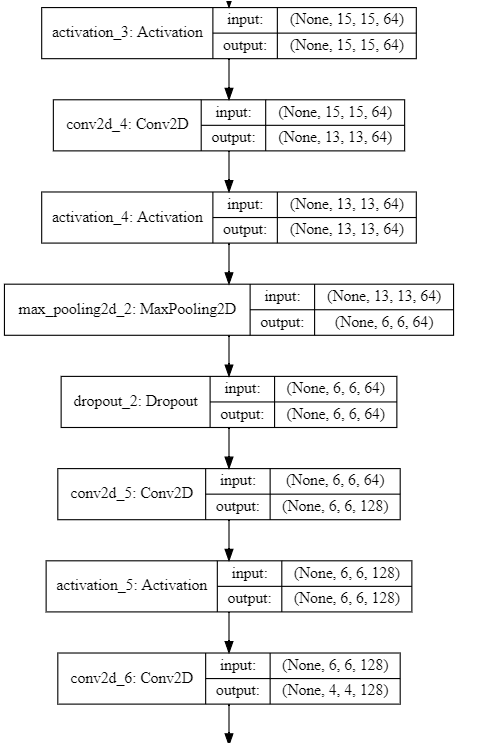 activation_3: Activation
input: (None, 15, 15, 64)
output: (None, 15, 15, 64)
conv2d_4: Conv2D
input: (None, 15, 15, 64)
output: (None, 13, 13, 64)
activation_4: Activation
input: (None, 13, 13, 64)
output: (None, 13, 13, 64)
max_pooling2d_2: MaxPooling2D
input: (None, 13, 13, 64)
output: (None, 6, 6, 64)
dropout_2: Dropout
input: (None, 6, 6, 64)
output: (None, 6, 6, 64)
conv2d_5: Conv2D
input: (None, 6, 6, 64)
output: (None, 6, 6, 128)
activation_5: Activation
input: (None, 6, 6, 128)
output: (None, 6, 6, 128)
conv2d_6: Conv2D
input: (None, 6, 6, 128)
output: (None, 4, 4, 128)